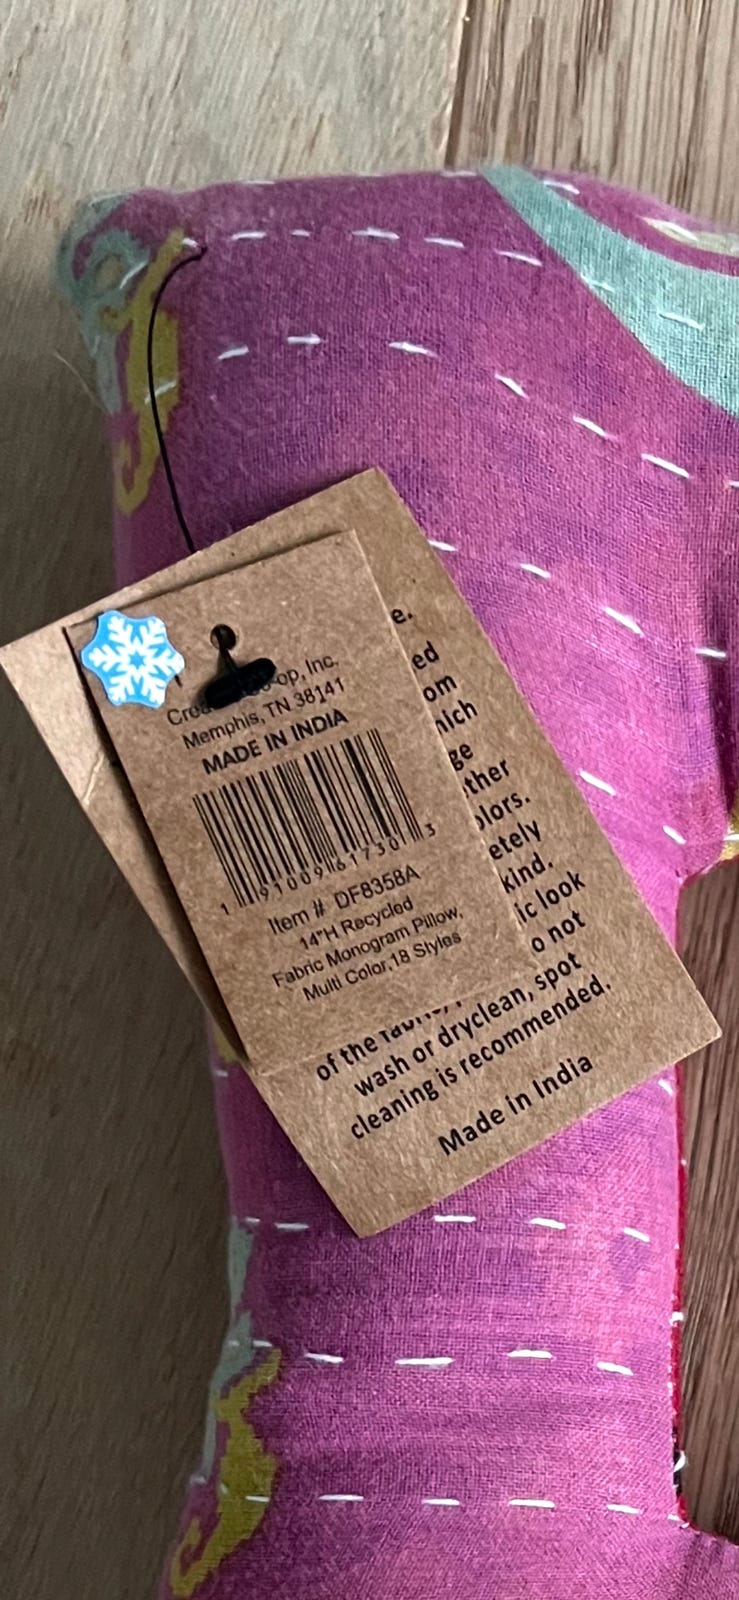 Memphis, TN 38141
MADE IN INDIA
1 91009 61730 3
Item # DF8358A
14"H Recycled
Fabric Monogram Pillow,
Multi Color,18 Styles
e.
ed
om
hich
ge
ther
olors.
etely
kind.
ic look
o not
of the
wash or dryclean, spot
cleaning is recommended.
Made in India